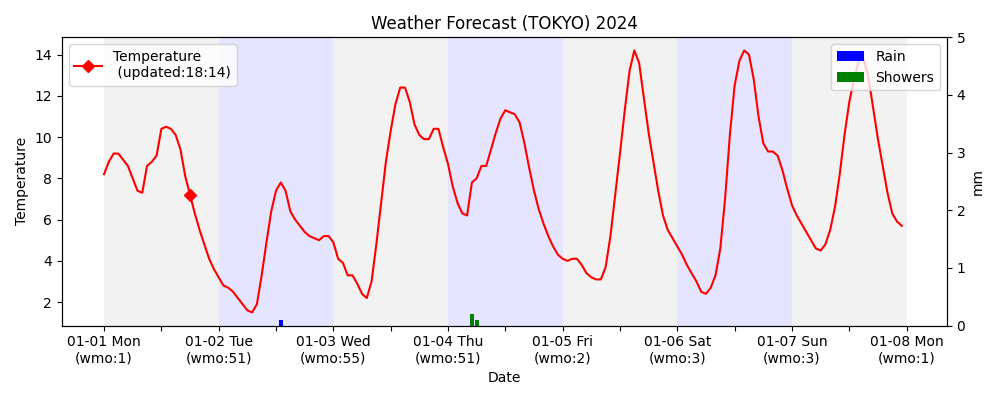 Weather Forecast (TOKYO) 2024
Temperature
(updated:18:14)
Rain
Showers
14
12
10
8
6
4
2
Temperature
5
4
3
2
1
0
mm
01-01 Mon
(wmo:1)
01-02 Tue
(wmo:51)
01-03 Wed
(wmo:55)
01-04 Thu
(wmo:51)
01-05 Fri
(wmo:2)
01-06 Sat
(wmo:3)
01-07 Sun
(wmo:3)
01-08 Mon
(wmo:1)
Date